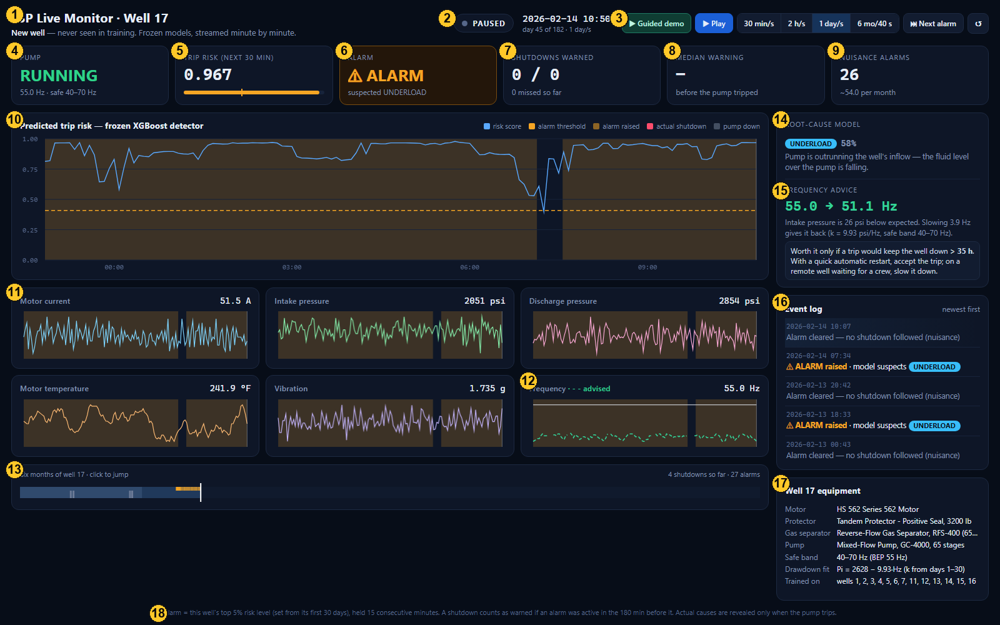 1 SP Live Monitor · Well 17
New well — never seen in training. Frozen models, streamed minute by minute.
2 PAUSED
2026-02-14 10:50
day 45 of 182 · 1 day/s
3 ▶ Guided demo
▶ Play
30 min/s 2 h/s 1 day/s 6 mo/40 s
⏭ Next alarm
↺
4 PUMP
RUNNING
55.0 Hz · safe 40–70 Hz
5 TRIP RISK (NEXT 30 MIN)
0.967
6 ALARM
⚠ ALARM
suspected UNDERLOAD
7 SHUTDOWNS WARNED
0 / 0
0 missed so far
8 MEDIAN WARNING
–
before the pump tripped
9 NUISANCE ALARMS
26
~54.0 per month
10 Predicted trip risk — frozen XGBoost detector
risk score alarm threshold alarm raised actual shutdown pump down
1.00
0.75
0.50
0.25
0.00
00:00 03:00 06:00 09:00
11 Motor current 51.5 A
Intake pressure 2051 psi
Discharge pressure 2854 psi
Motor temperature 241.9 °F
Vibration 1.735 g
12 Frequency · - - advised 55.0 Hz
13 six months of well 17 · click to jump
4 shutdowns so far · 27 alarms
14 ROOT-CAUSE MODEL
UNDERLOAD 58%
Pump is outrunning the well's inflow — the fluid level
over the pump is falling.
15 FREQUENCY ADVICE
55.0 → 51.1 Hz
Intake pressure is 26 psi below expected. Slowing 3.9 Hz
gives it back (k = 9.93 psi/Hz, safe band 40–70 Hz).
Worth it only if a trip would keep the well down > 35 h.
With a quick automatic restart, accept the trip; on a
remote well waiting for a crew, slow it down.
16 Event log newest first
2026-02-14 10:07
Alarm cleared — no shutdown followed (nuisance)
2026-02-14 07:34
⚠ ALARM raised · model suspects UNDERLOAD
2026-02-13 20:42
Alarm cleared — no shutdown followed (nuisance)
2026-02-13 18:33
⚠ ALARM raised · model suspects UNDERLOAD
2026-02-13 00:43
Alarm cleared — no shutdown followed (nuisance)
17 Well 17 equipment
Motor HS 562 Series 562 Motor
Protector Tandem Protector - Positive Seal, 3200 lb
Gas separator Reverse-Flow Gas Separator, RFS-400 (65...
Pump Mixed-Flow Pump, GC-4000, 65 stages
Safe band 40–70 Hz (BEP 55 Hz)
Drawdown fit Pi = 2628 − 9.93·Hz (k from days 1–30)
Trained on wells 1, 2, 3, 4, 5, 6, 7, 11, 12, 13, 14, 15, 16
18 Alarm = this well's top 5% risk level (set from its first 30 days), held 15 consecutive minutes. A shutdown counts as warned if an alarm was active in the 180 min before it. Actual causes are revealed only when the pump trips.